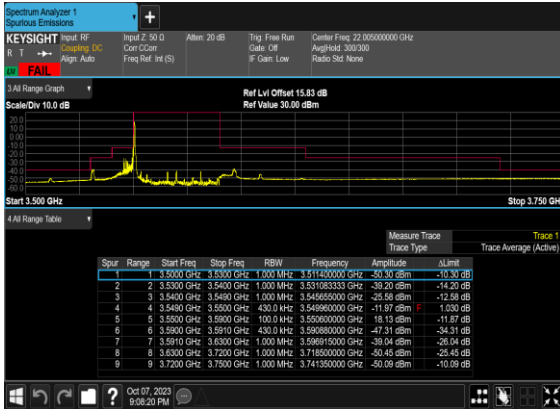 Spectrum Analyzer 1
Spurious Emissions
+
KEYSIGHT Input: RF Input Z: 50 Ω Atten: 20 dB Trig: Free Run Center Freq: 22.005000000 GHz
R T Coupling: DC Corr CCorr Gate: Off Avg|Hold: 300/300
Align: Auto Freq Ref: Int (S) IF Gain: Low Radio Std: None
FAIL
3 All Range Graph Ref Lvl Offset 15.83 dB
Scale/Div 10.0 dB Ref Value 30.00 dBm
20.0
10.0
0.0
-10.0
-20.0
-30.0
-40.0
-50.0
-60.0
Start 3.500 GHz Stop 3.750 GH
4 All Range Table
Measure Trace Trace 1
Trace Type Trace Average (Active)
Spur Range Start Freq Stop Freq RBW Frequency Amplitude ΔLimit
1 1 3.5000 GHz 3.5300 GHz 1.000 MHz 3.511400000 GHz -50.30 dBm -10.30 dB
2 2 3.5300 GHz 3.5400 GHz 1.000 MHz 3.531083333 GHz -39.20 dBm -14.20 dB
3 3 3.5400 GHz 3.5490 GHz 1.000 MHz 3.545655000 GHz -25.58 dBm -12.58 dB
4 4 3.5490 GHz 3.5500 GHz 430.0 kHz 3.549960000 GHz -11.97 dBm F 1.030 dB
5 5 3.5500 GHz 3.5900 GHz 100.0 kHz 3.550600000 GHz 18.13 dBm -11.87 dB
6 6 3.5900 GHz 3.5910 GHz 430.0 kHz 3.590880000 GHz -47.31 dBm -34.31 dB
7 7 3.5910 GHz 3.6300 GHz 1.000 MHz 3.596915000 GHz -39.04 dBm -26.04 dB
8 8 3.6300 GHz 3.7200 GHz 1.000 MHz 3.718500000 GHz -50.45 dBm -25.45 dB
9 9 3.7200 GHz 3.7500 GHz 1.000 MHz 3.741350000 GHz -50.09 dBm -10.09 dB
? Oct 07, 2023
9:08:20 PM